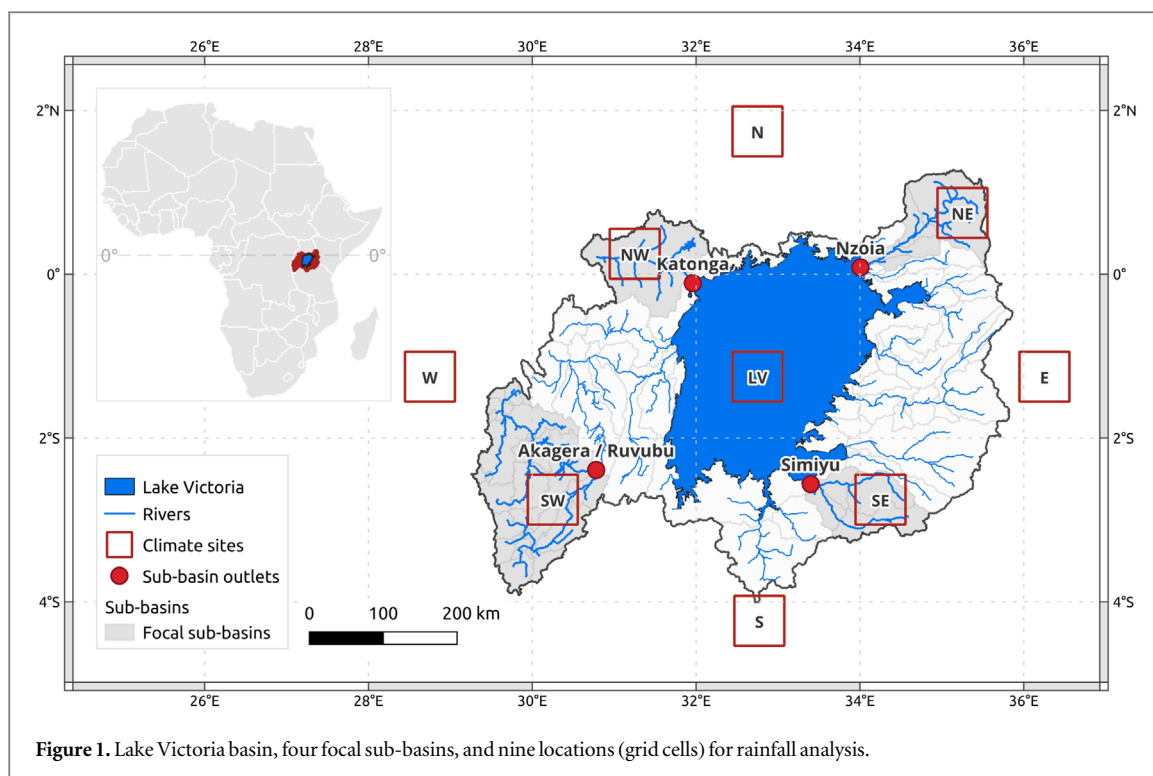 26°E 28°E 30°E 32°E 34°E 36°E
2°N 2°N
N
NE
NW
Nzoia
Katonga
0° 0°
0° 0°
W
LV
E
2°S 2°S
Akagera / Ruvubu
Simiyu
SW
SE
Lake Victoria
Rivers
Climate sites
Sub-basin outlets
Sub-basins
Focal sub-basins
0 100 200 km
4°S 4°S
S
26°E 28°E 30°E 32°E 34°E 36°E
Figure 1. Lake Victoria basin, four focal sub-basins, and nine locations (grid cells) for rainfall analysis.